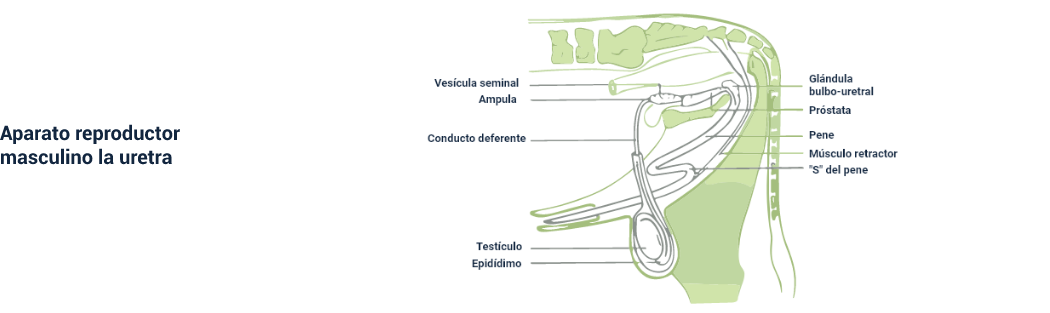 Aparato reproductor
masculino la uretra
Vesícula seminal
Ampula
Conducto deferente
Testículo
Epidídimo
Glándula
bulbo-uretral
Próstata
Pene
Músculo retractor
"S" del pene